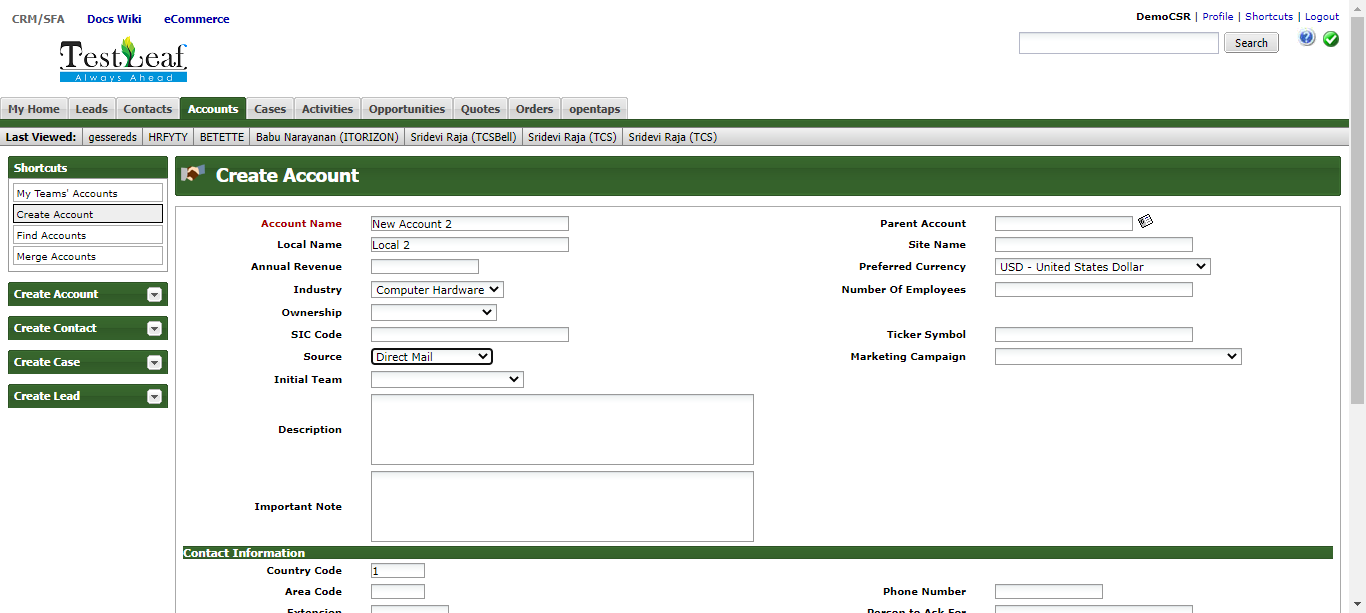 CRM/SFA Docs Wiki eCommerce
DemoCSR | Profile | Shortcuts | Logout
TestLeaf
Always Ahead
Search
My Home Leads Contacts Accounts Cases Activities Opportunities Quotes Orders opentaps
Last Viewed: gessereds HRFYTY BETETTE Babu Narayanan (ITORIZON) Sridevi Raja (TCSBell) Sridevi Raja (TCS) Sridevi Raja (TCS)
Shortcuts
My Teams' Accounts
Create Account
Find Accounts
Merge Accounts
Create Account
Create Contact
Create Case
Create Lead
Create Account
Account Name New Account 2 Parent Account
Local Name Local 2 Site Name
Annual Revenue Preferred Currency USD - United States Dollar
Industry Computer Hardware Number Of Employees
Ownership
SIC Code Ticker Symbol
Source Direct Mail Marketing Campaign
Initial Team
Description
Important Note
Contact Information
Country Code 1
Area Code Phone Number
Extension Person to Ask For